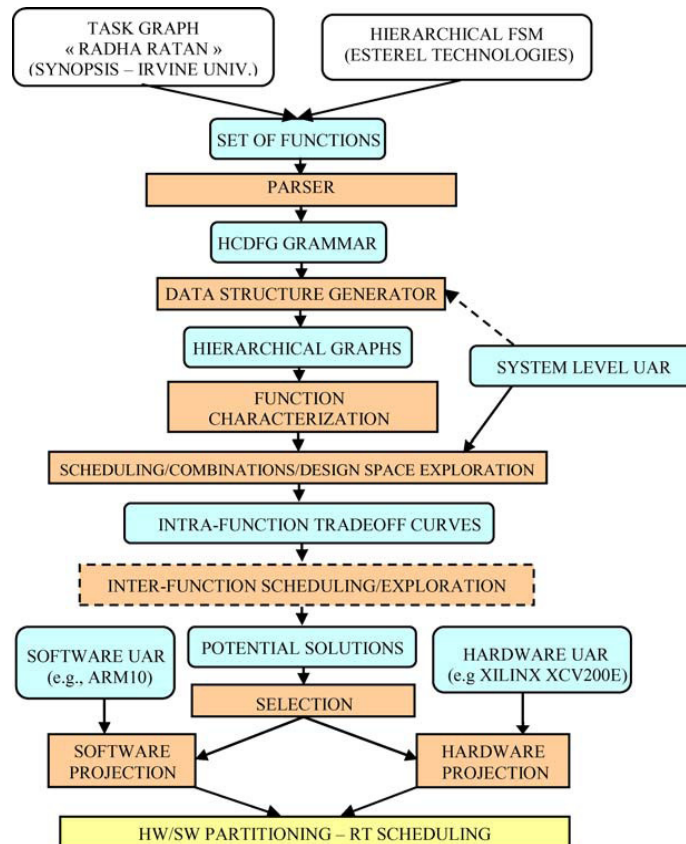 TASK GRAPH
« RADHA RATAN »
(SYNOPSIS – IRVINE UNIV.)
HIERARCHICAL FSM
(ESTEREL TECHNOLOGIES)
SET OF FUNCTIONS
PARSER
HCDFG GRAMMAR
DATA STRUCTURE GENERATOR
HIERARCHICAL GRAPHS
SYSTEM LEVEL UAR
FUNCTION
CHARACTERIZATION
SCHEDULING/COMBINATIONS/DESIGN SPACE EXPLORATION
INTRA-FUNCTION TRADEOFF CURVES
INTER-FUNCTION SCHEDULING/EXPLORATION
SOFTWARE UAR
(e.g., ARM10)
POTENTIAL SOLUTIONS
HARDWARE UAR
(e.g XILINX XCV200E)
SELECTION
SOFTWARE
PROJECTION
HARDWARE
PROJECTION
HW/SW PARTITIONING – RT SCHEDULING